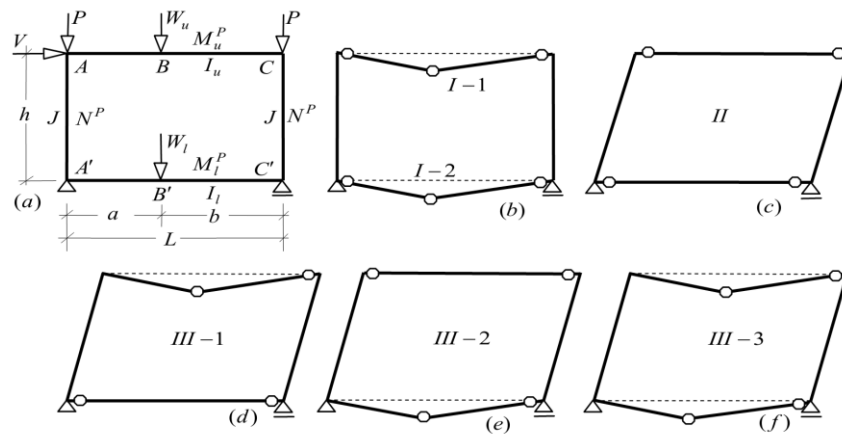 P W_u P
V M_u^P
A B I_u C
h J N^P J N^P
W_l
A' M_l^P C'
(a) B' I_l
a b
L
I-1
I-2
(b)
II
(c)
III-1
(d)
III-2
(e)
III-3
(f)